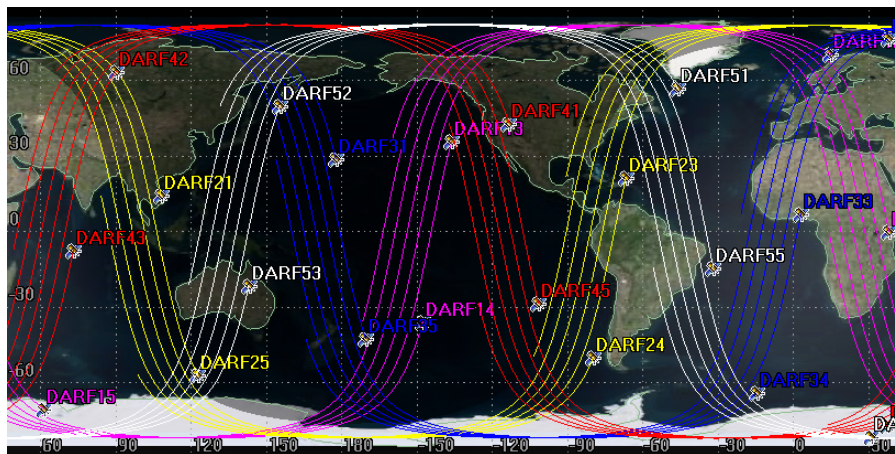 DARF42
DARF51
DARF52
DARF41
DARF31
DARF23
DARF21
DARF33
DARF43
DARF55
DARF53
DARF45
DARF14
DARF35
DARF24
DARF25
DARF34
DARF15
60
30
0
-30
-60
60
90
120
150
-180
-150
-120
-90
-60
-30
0
30